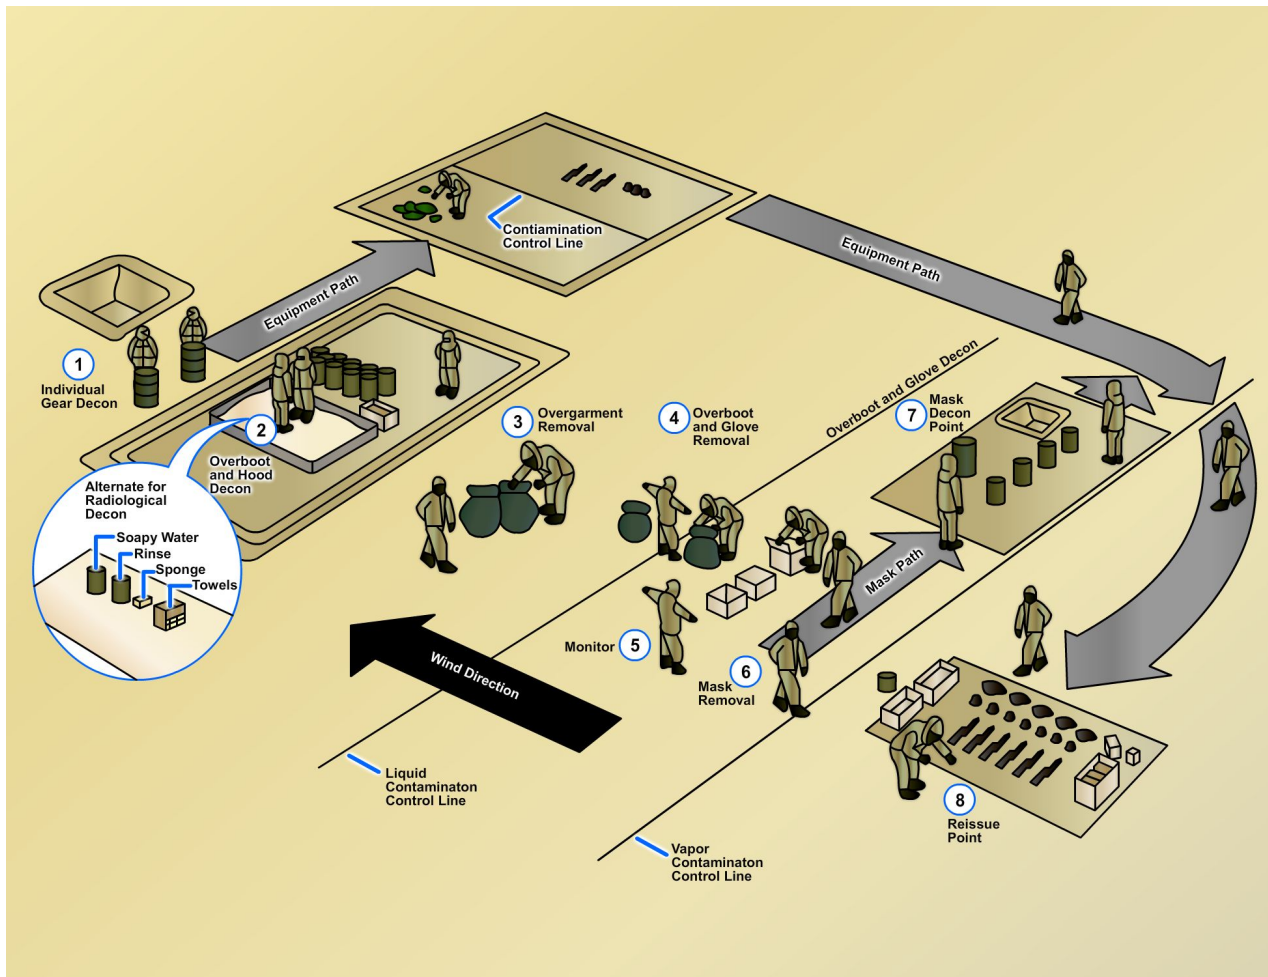 Contiamination
Control Line
Equipment Path
Equipment Path
1
Individual
Gear Decon
2
Overboot
and Hood
Decon
Alternate for
Radiological
Decon
Soapy Water
Rinse
Sponge
Towels
3
Overgarment
Removal
4
Overboot
and Glove
Removal
Overboot and Glove Decon
7
Mask
Decon
Point
Mask Path
5
Monitor
6
Mask
Removal
Wind Direction
Liquid
Contaminaton
Control Line
8
Reissue
Point
Vapor
Contaminaton
Control Line